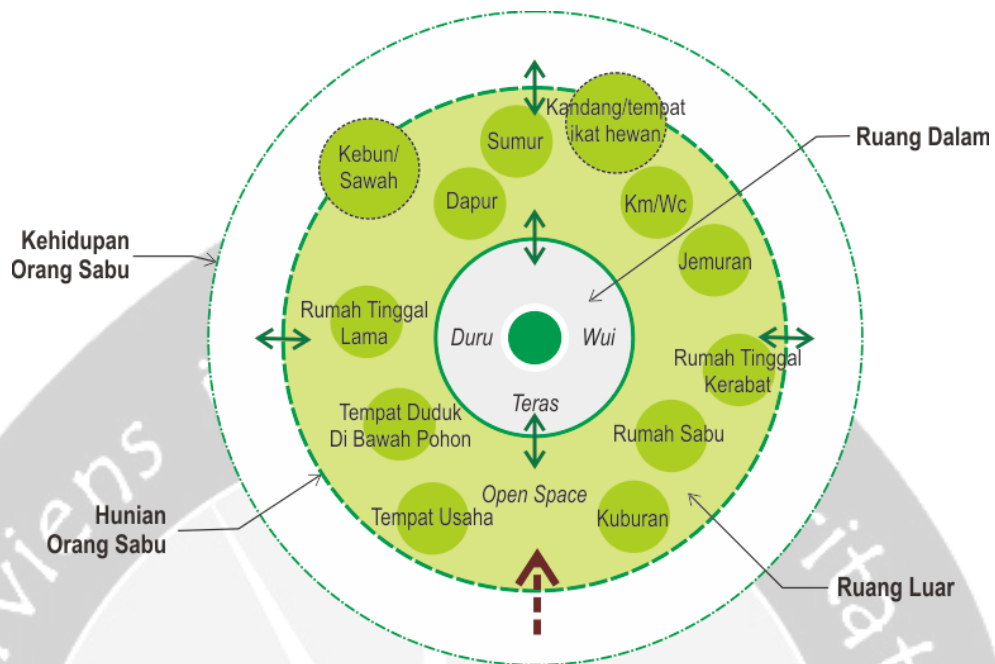 Kandang/tempat
ikat hewan
Sumur
Kebun/
Sawah
Dapur
Km/Wc
Ruang Dalam
Jemuran
Kehidupan
Orang Sabu
Rumah Tinggal
Lama
Duru
Wui
Rumah Tinggal
Kerabat
Teras
Tempat Duduk
Di Bawah Pohon
Rumah Sabu
Open Space
Tempat Usaha
Kuburan
Hunian
Orang Sabu
Ruang Luar
viens
ritat